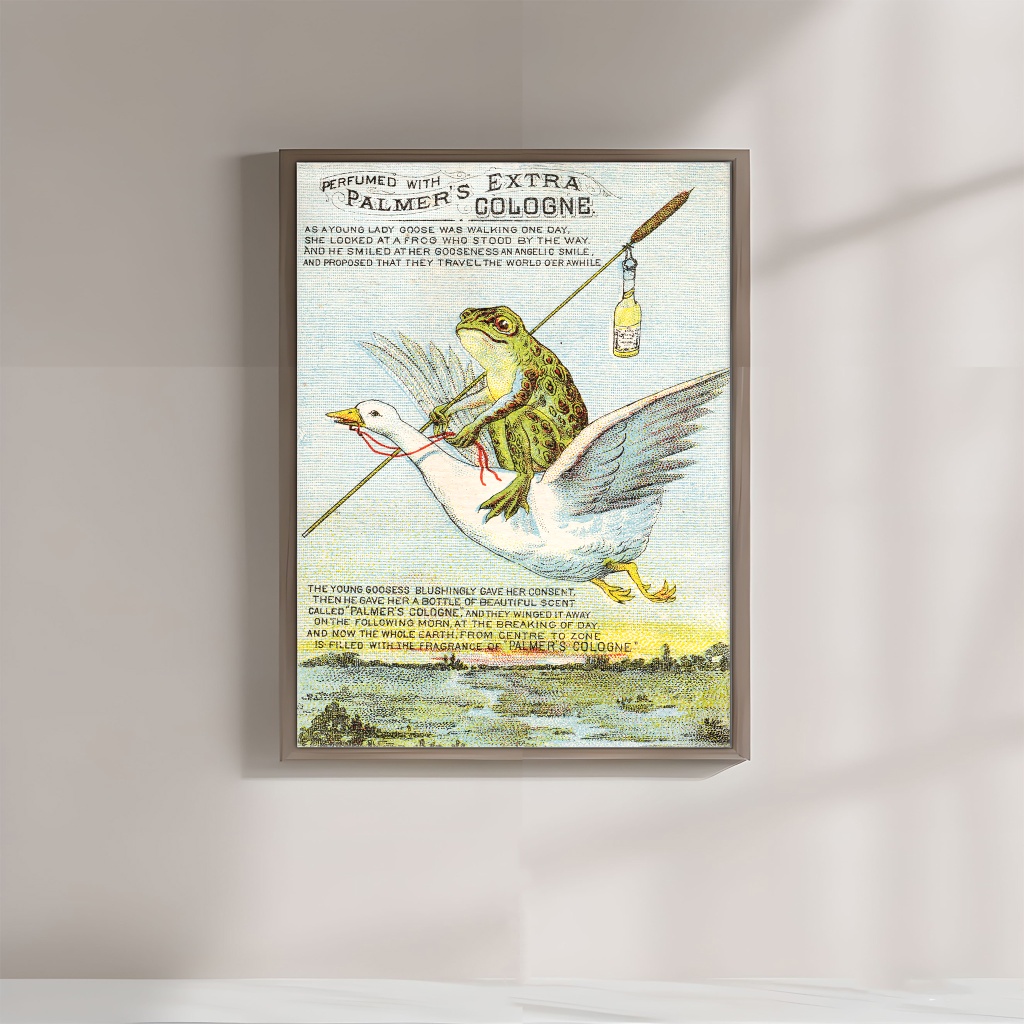 PERFUMED WITH
PALMER'S EXTRA
COLOGNE.
AS A YOUNG LADY GOOSE WAS WALKING ONE DAY,
SHE LOOKED AT A FROG WHO STOOD BY THE WAY.
AND HE SMILED AT HER GOOSENESS AN ANGELIC SMILE,
AND PROPOSED THAT THEY TRAVEL THE WORLD O'ER AWHILE
THE YOUNG GOOSESS BLUSHINGLY GAVE HER CONSENT,
THEN HE GAVE HER A BOTTLE OF BEAUTIFUL SCENT
CALLED "PALMER'S COLOGNE," AND THEY WINGED IT AWAY
ON THE FOLLOWING MORN, AT THE BREAKING OF DAY.
AND NOW THE WHOLE EARTH, FROM CENTRE TO ZONE
IS FILLED WITH THE FRAGRANCE OF "PALMER'S COLOGNE."